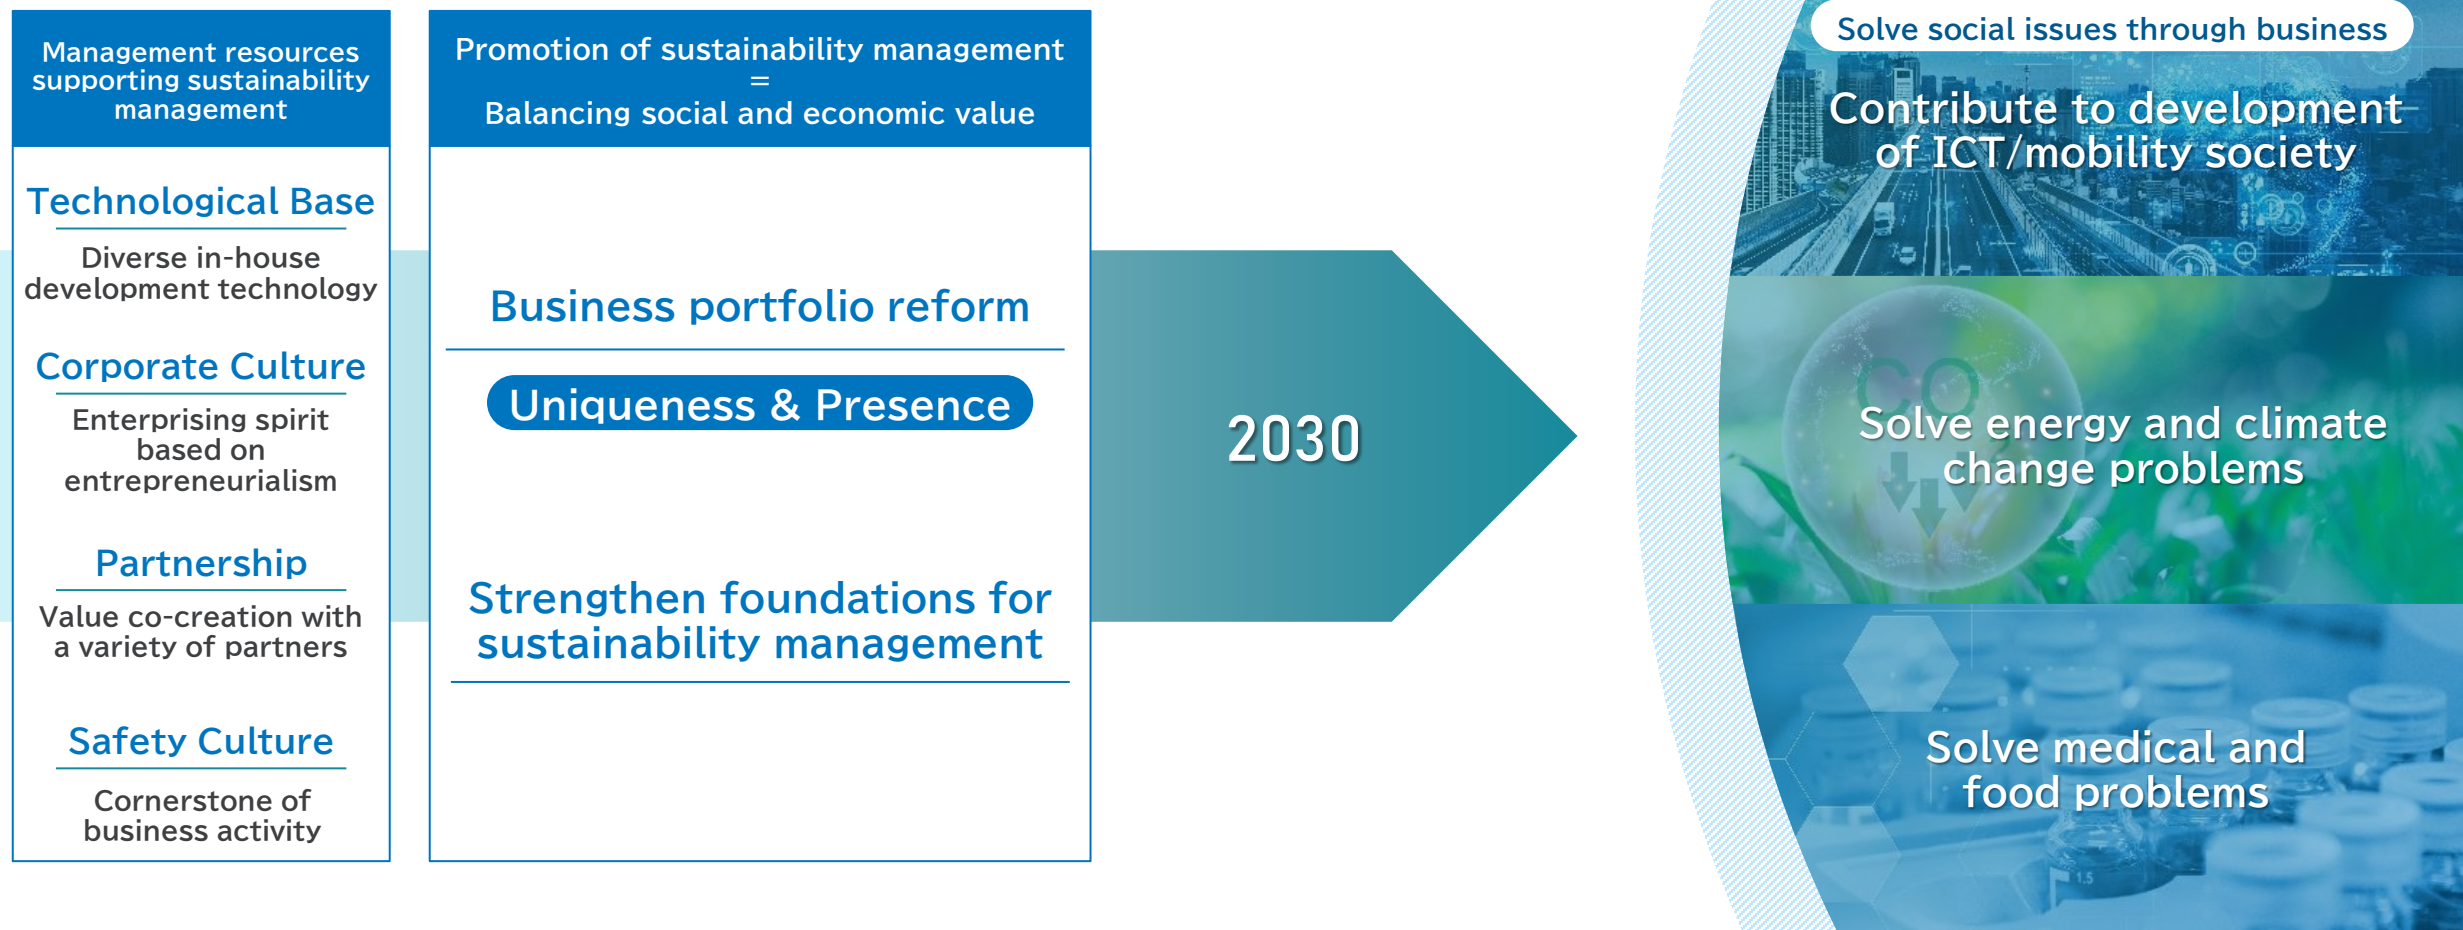 Management resources
supporting sustainability
management
Technological Base
Diverse in-house
development technology
Corporate Culture
Enterprising spirit
based on
entrepreneurialism
Partnership
Value co-creation with
a variety of partners
Safety Culture
Cornerstone of
business activity
Promotion of sustainability management
=
Balancing social and economic value
Business portfolio reform
Uniqueness & Presence
Strengthen foundations for
sustainability management
2030
Solve social issues through business
Contribute to development
of ICT/mobility society
CO
Solve energy and climate
change problems
Solve medical and
food problems
1.5